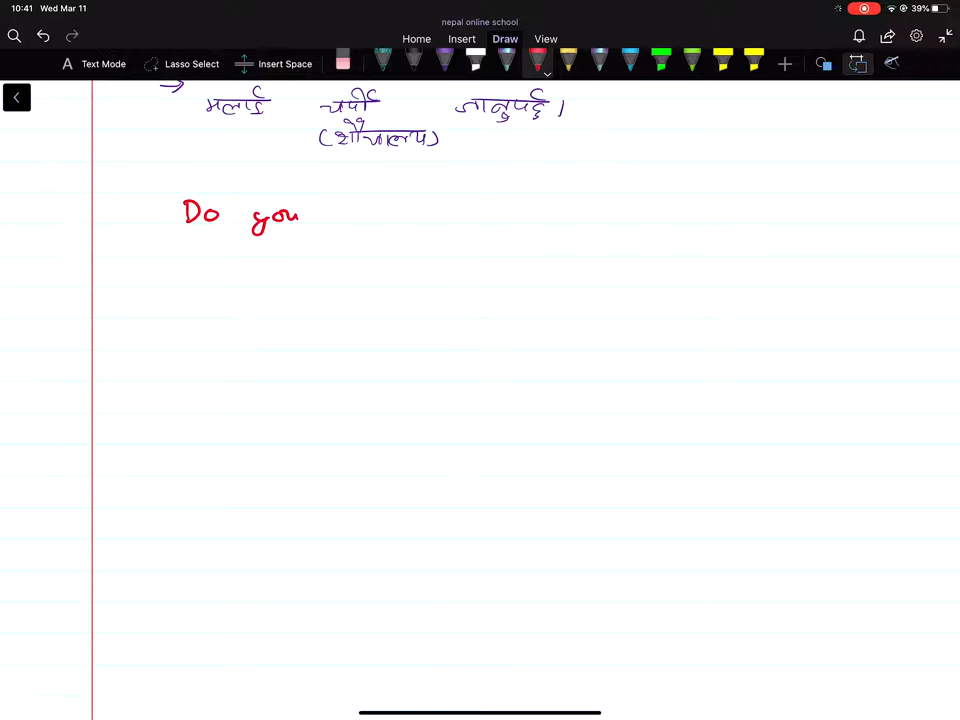 10:41 Wed Mar 11
39%
nepal online school
Home Insert Draw View
A Text Mode Lasso Select Insert Space
→ मलाई चर्पी जानुपर्छ ।
(शौचालय)
Do you